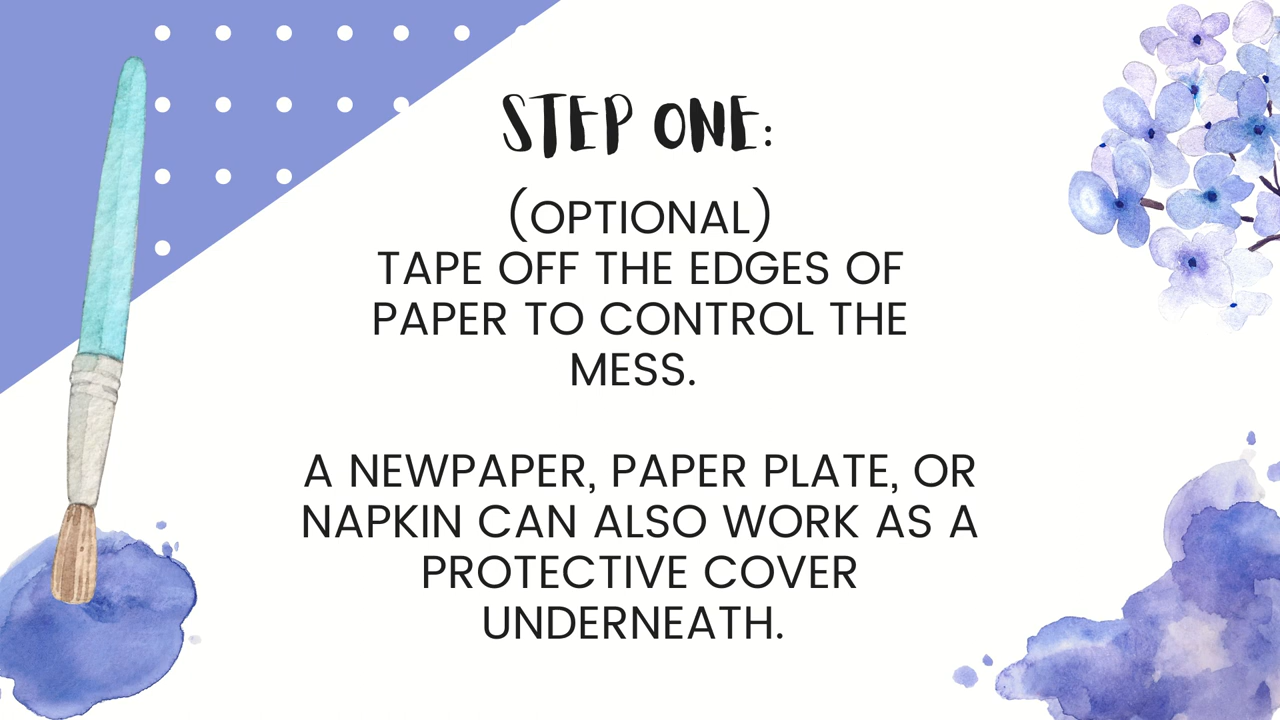 STEP ONE:
(OPTIONAL)
TAPE OFF THE EDGES OF
PAPER TO CONTROL THE
MESS.
A NEWPAPER, PAPER PLATE, OR
NAPKIN CAN ALSO WORK AS A
PROTECTIVE COVER
UNDERNEATH.